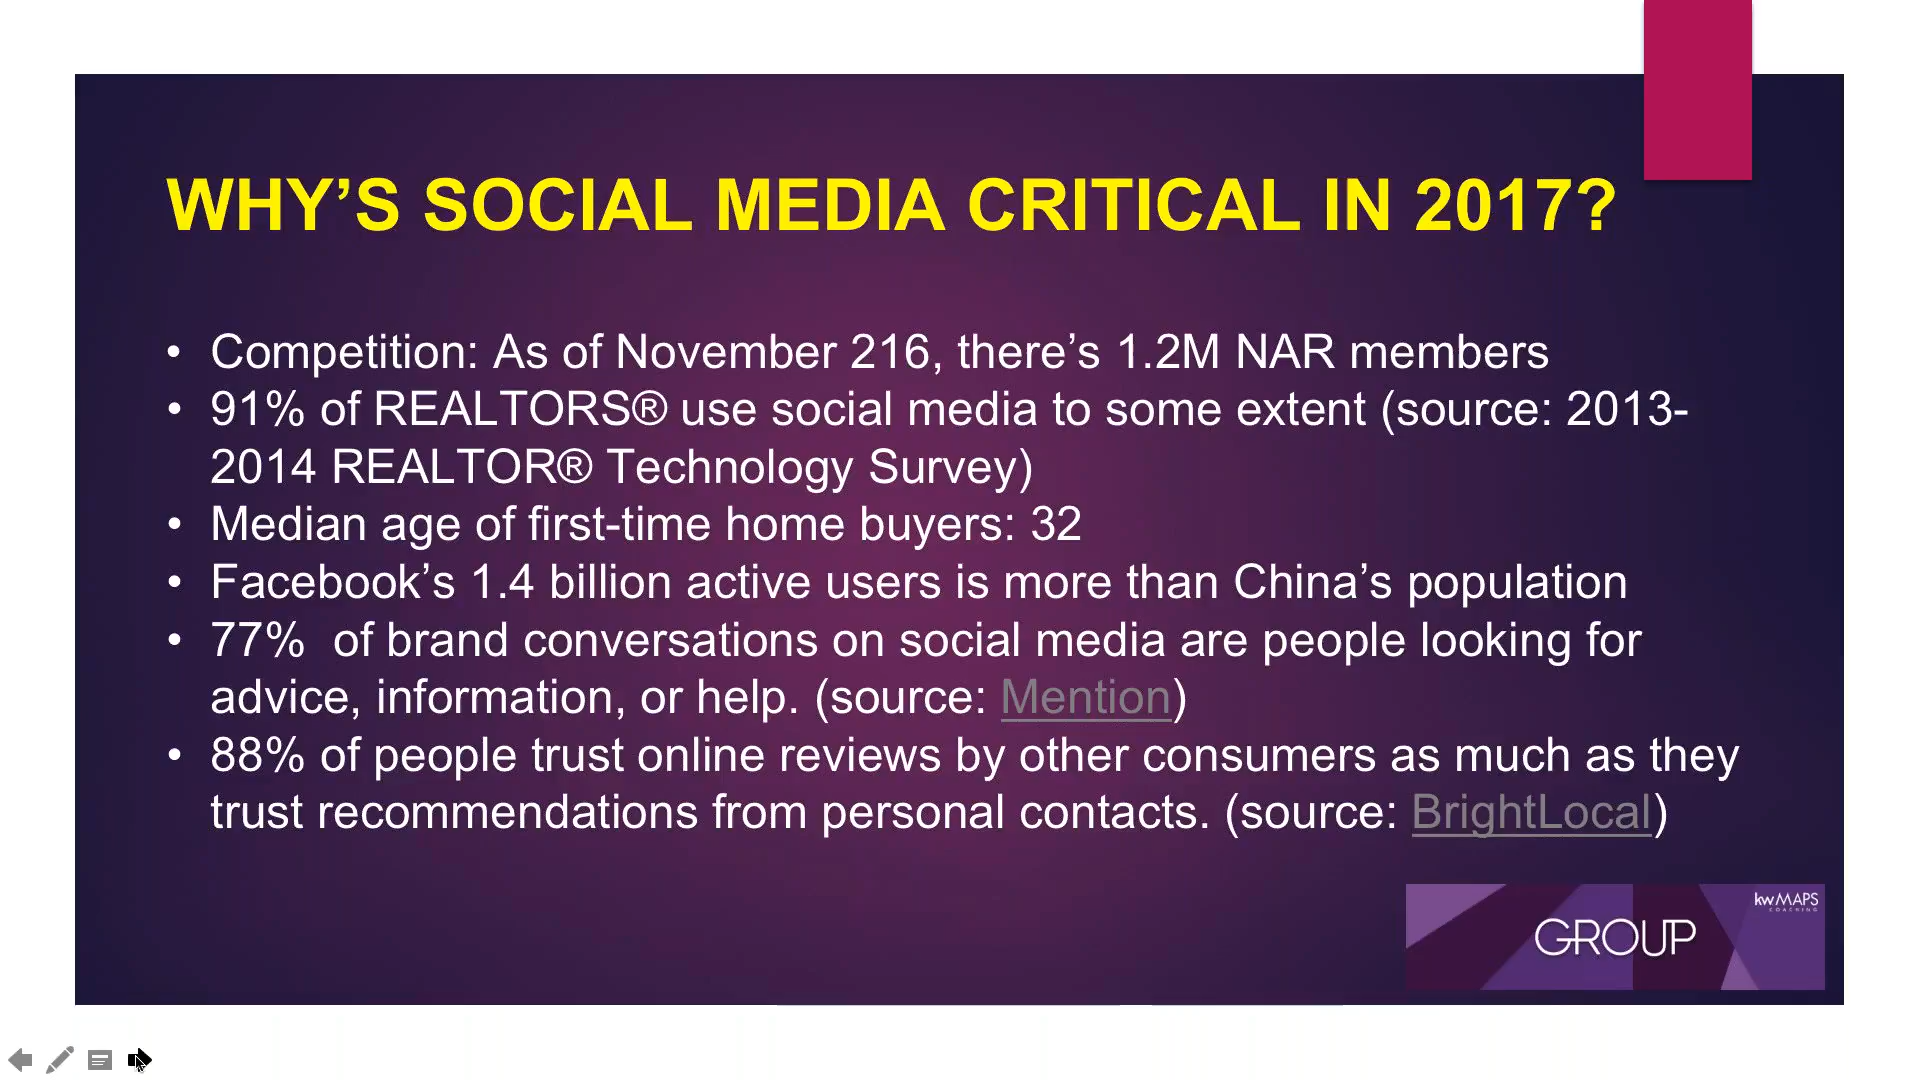 WHY’S SOCIAL MEDIA CRITICAL IN 2017?
• Competition: As of November 216, there’s 1.2M NAR members
• 91% of REALTORS® use social media to some extent (source: 2013-
2014 REALTOR® Technology Survey)
• Median age of first-time home buyers: 32
• Facebook’s 1.4 billion active users is more than China’s population
• 77%  of brand conversations on social media are people looking for
advice, information, or help. (source: Mention)
• 88% of people trust online reviews by other consumers as much as they
trust recommendations from personal contacts. (source: BrightLocal)
kwMAPS
COACHING
GROUP